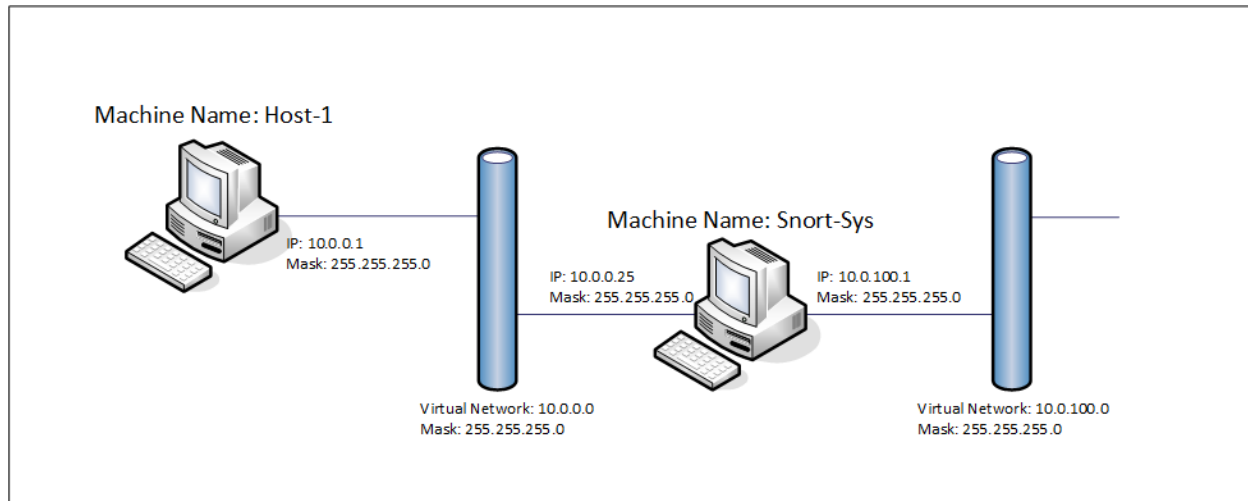 Machine Name: Host-1
IP: 10.0.0.1
Mask: 255.255.255.0
Machine Name: Snort-Sys
IP: 10.0.0.25
Mask: 255.255.255.0
IP: 10.0.100.1
Mask: 255.255.255.0
Virtual Network: 10.0.0.0
Mask: 255.255.255.0
Virtual Network: 10.0.100.0
Mask: 255.255.255.0